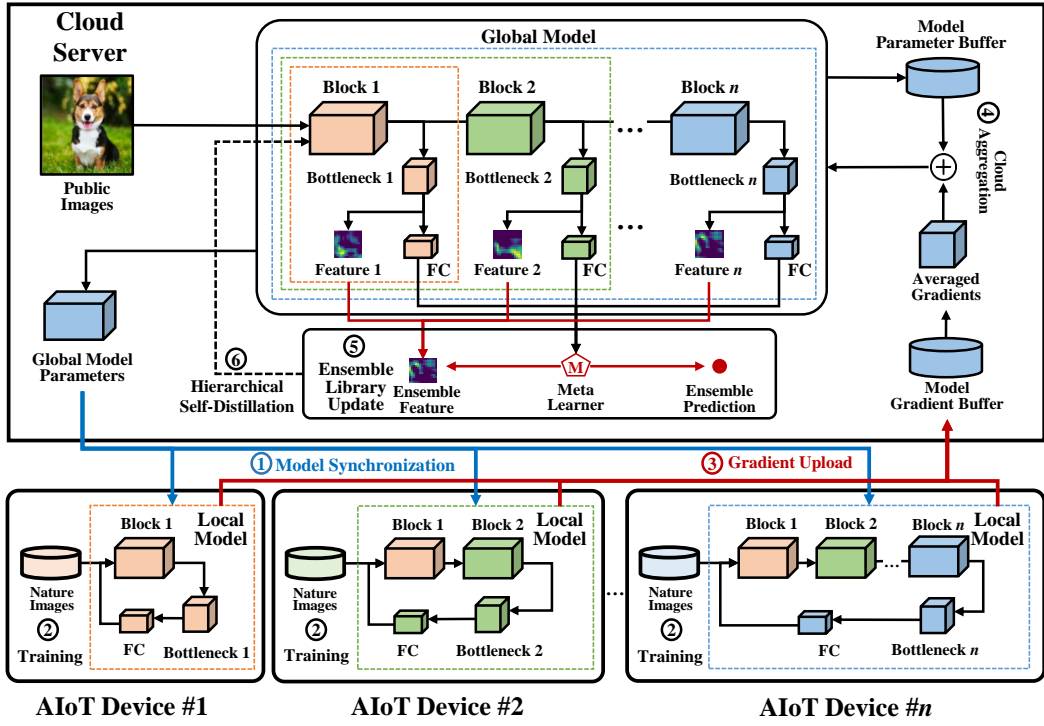 Cloud
Server
Public
Images
Global Model
Block 1
Block 2
Block n
...
Bottleneck 1
Bottleneck 2
Bottleneck n
...
Feature 1
FC
Feature 2
FC
Feature n
FC
Model
Parameter Buffer
4
Cloud
Aggregation
Averaged
Gradients
Model
Gradient Buffer
Global Model
Parameters
6
Hierarchical
Self-Distillation
5
Ensemble
Library
Update
Ensemble
Feature
M
Meta
Learner
Ensemble
Prediction
1 Model Synchronization
3 Gradient Upload
Nature
Images
2
Training
Block 1
Local
Model
FC
Bottleneck 1
AIoT Device #1
Nature
Images
2
Training
Block 1
Block 2
Local
Model
FC
Bottleneck 2
AIoT Device #2
...
Nature
Images
2
Training
Block 1
Block 2
...
Block n
Local
Model
FC
Bottleneck n
AIoT Device #n